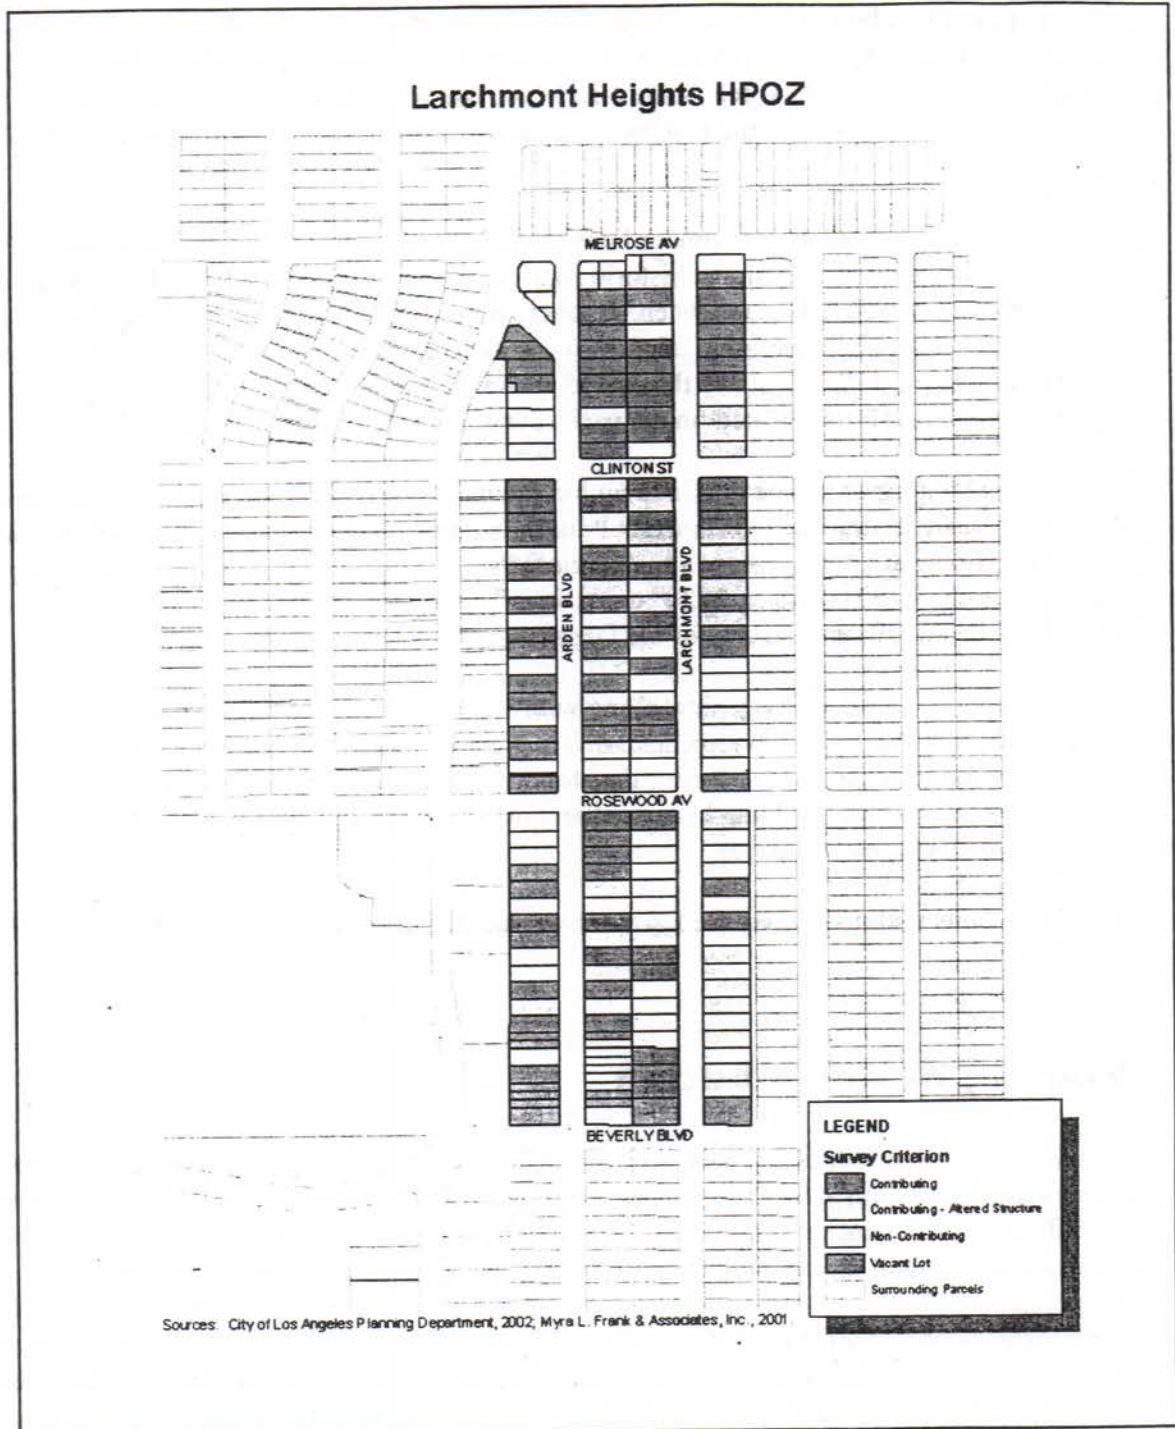 Larchmont Heights HPOZ
MELROSE AV
CLINTON ST
ARDEN BLVD
LARCHMONT BLVD
ROSEWOOD AV
BEVERLY BLVD
LEGEND
Survey Criterion
Contributing
Contributing - Altered Structure
Non-Contributing
Vacant Lot
Surrounding Parcels
Sources: City of Los Angeles Planning Department, 2002; Myra L. Frank & Associates, Inc., 2001